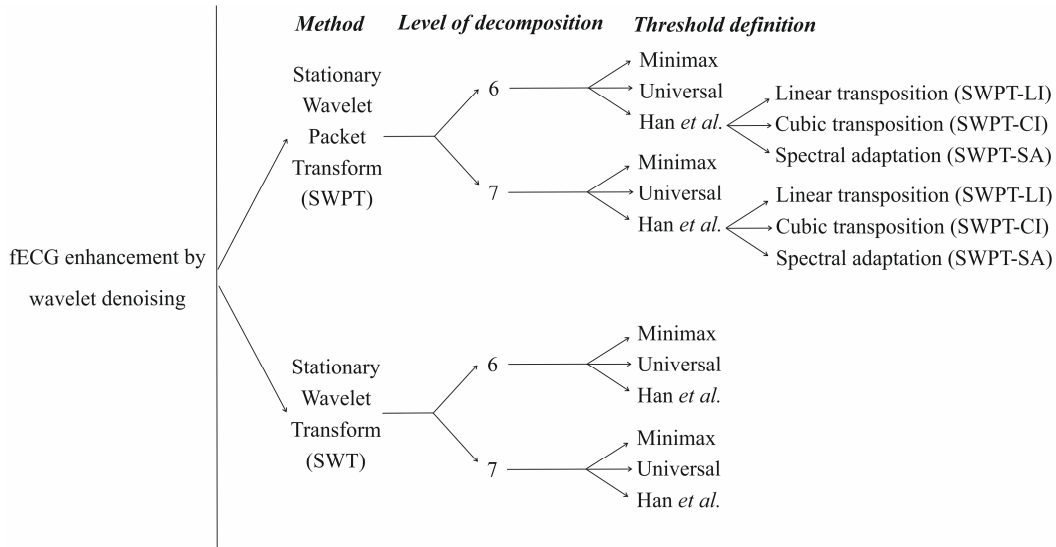 Method Level of decomposition Threshold definition
fECG enhancement by
wavelet denoising
Stationary
Wavelet
Packet
Transform
(SWPT)
6
Minimax
Universal
Han et al.
Linear transposition (SWPT-LI)
Cubic transposition (SWPT-CI)
Spectral adaptation (SWPT-SA)
7
Minimax
Universal
Han et al.
Linear transposition (SWPT-LI)
Cubic transposition (SWPT-CI)
Spectral adaptation (SWPT-SA)
Stationary
Wavelet
Transform
(SWT)
6
Minimax
Universal
Han et al.
7
Minimax
Universal
Han et al.